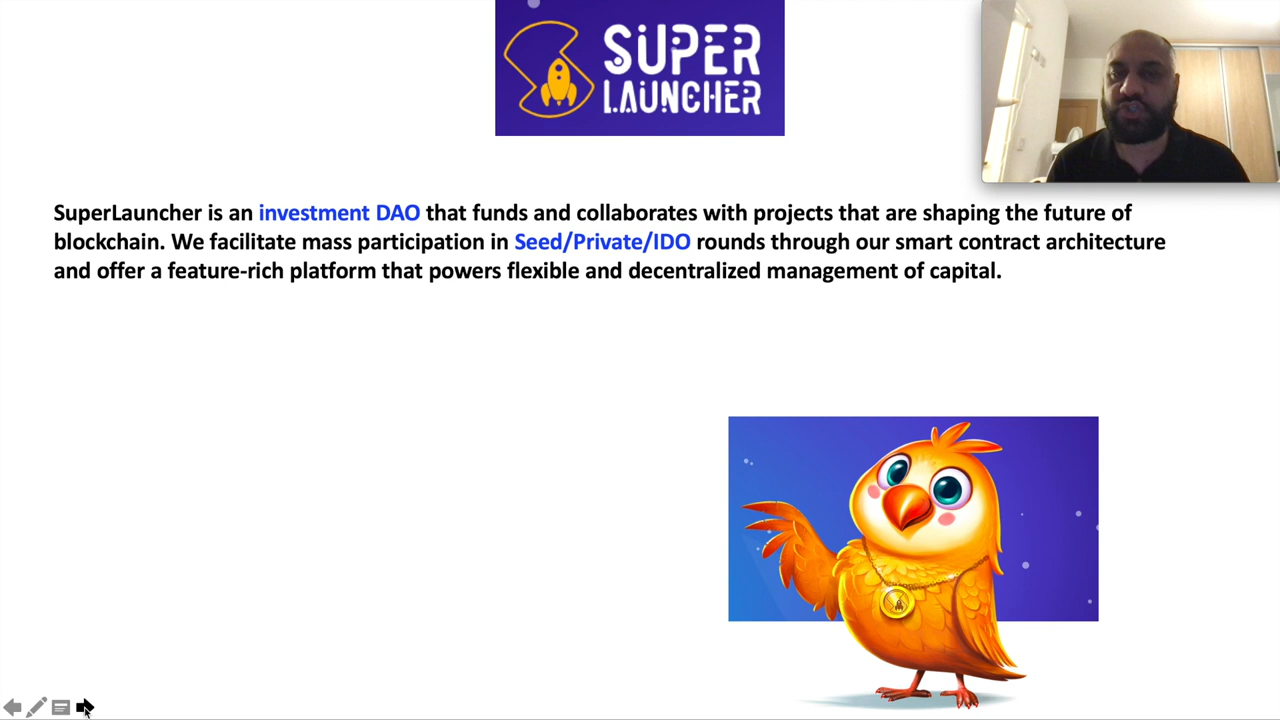 SUPER
LAUNCHER
SuperLauncher is an investment DAO that funds and collaborates with projects that are shaping the future of
blockchain. We facilitate mass participation in Seed/Private/IDO rounds through our smart contract architecture
and offer a feature-rich platform that powers flexible and decentralized management of capital.